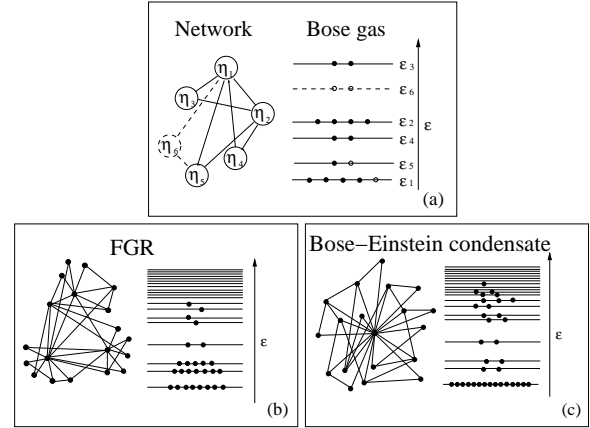 Network
Bose gas
η1
η3
η2
η6
η5
η4
ε3
ε6
ε2
ε4
ε5
ε1
ε
(a)
FGR
ε
(b)
Bose−Einstein condensate
ε
(c)